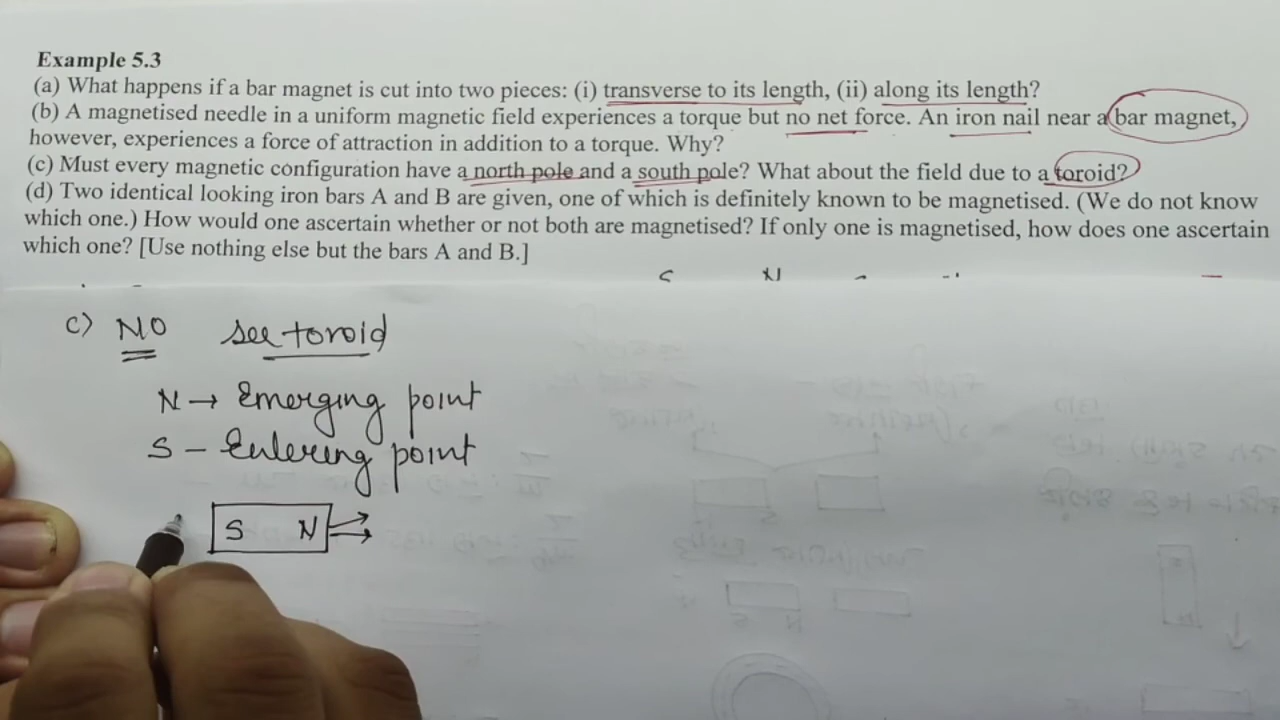 Example 5.3
(a) What happens if a bar magnet is cut into two pieces: (i) transverse to its length, (ii) along its length?
(b) A magnetised needle in a uniform magnetic field experiences a torque but no net force. An iron nail near a bar magnet,
however, experiences a force of attraction in addition to a torque. Why?
(c) Must every magnetic configuration have a north pole and a south pole? What about the field due to a toroid?
(d) Two identical looking iron bars A and B are given, one of which is definitely known to be magnetised. (We do not know
which one.) How would one ascertain whether or not both are magnetised? If only one is magnetised, how does one ascertain
which one? [Use nothing else but the bars A and B.]
S N
c) NO see toroid
N → Emerging point
S – Entering point
S N